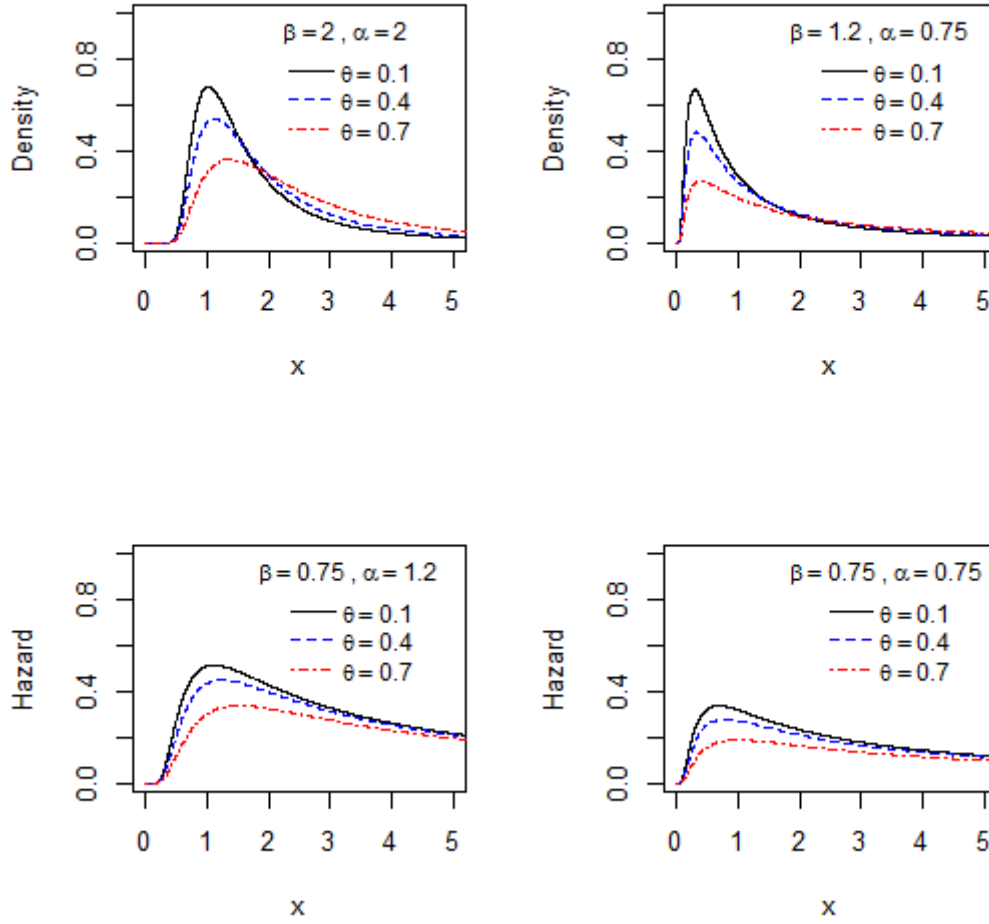 β = 2 , α = 2
θ = 0.1
θ = 0.4
θ = 0.7
Density
0.0 0.4 0.8
0 1 2 3 4 5
x
β = 1.2 , α = 0.75
θ = 0.1
θ = 0.4
θ = 0.7
Density
0.0 0.4 0.8
0 1 2 3 4 5
x
β = 0.75 , α = 1.2
θ = 0.1
θ = 0.4
θ = 0.7
Hazard
0.0 0.4 0.8
0 1 2 3 4 5
x
β = 0.75 , α = 0.75
θ = 0.1
θ = 0.4
θ = 0.7
Hazard
0.0 0.4 0.8
0 1 2 3 4 5
x